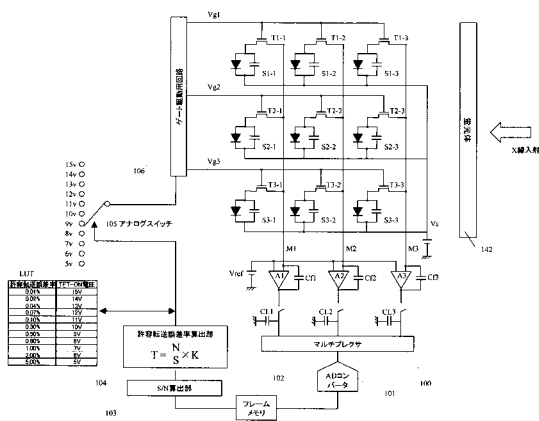 Vg1
T1-1
T1-2
T1-3
S1-1
S1-2
S1-3
ゲート駆動用回路
Vg2
T2-1
T2-2
T2-3
S2-1
S2-2
S2-3
Vg3
T3-1
T3-2
T3-3
S3-1
S3-2
S3-3
蛍光体
X線入射
142
106
15v
14v
13v
12v
11v
10v
9v
8v
7v
6v
5v
105 アナログスイッチ
Vs
M1
M2
M3
Vref
A1
A2
A3
Cf1
Cf2
Cf3
CL1
CL2
CL3
マルチプレクサ
LUT
許容転送誤差率 TFT-ON電圧
0.01% 15V
0.02% 14V
0.04% 13V
0.07% 12V
0.10% 11V
0.30% 10V
0.50% 9V
0.80% 8V
1.00% 7V
2.00% 6V
5.00% 5V
許容転送誤差率算出部
T= N/S ×K
104
S/N算出部
103
102
フレーム
メモリ
ADコン
バータ
101
100